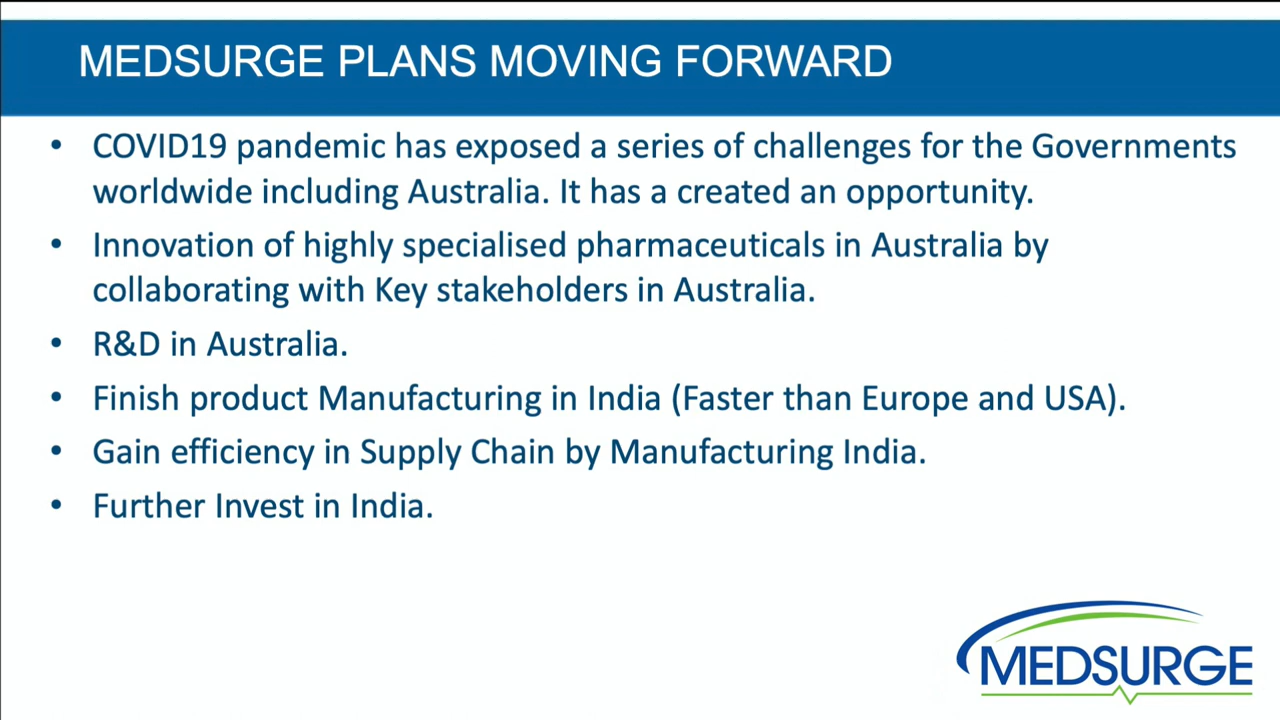 MEDSURGE PLANS MOVING FORWARD
• COVID19 pandemic has exposed a series of challenges for the Governments
worldwide including Australia. It has a created an opportunity.
• Innovation of highly specialised pharmaceuticals in Australia by
collaborating with Key stakeholders in Australia.
• R&D in Australia.
• Finish product Manufacturing in India (Faster than Europe and USA).
• Gain efficiency in Supply Chain by Manufacturing India.
• Further Invest in India.
MEDSURGE